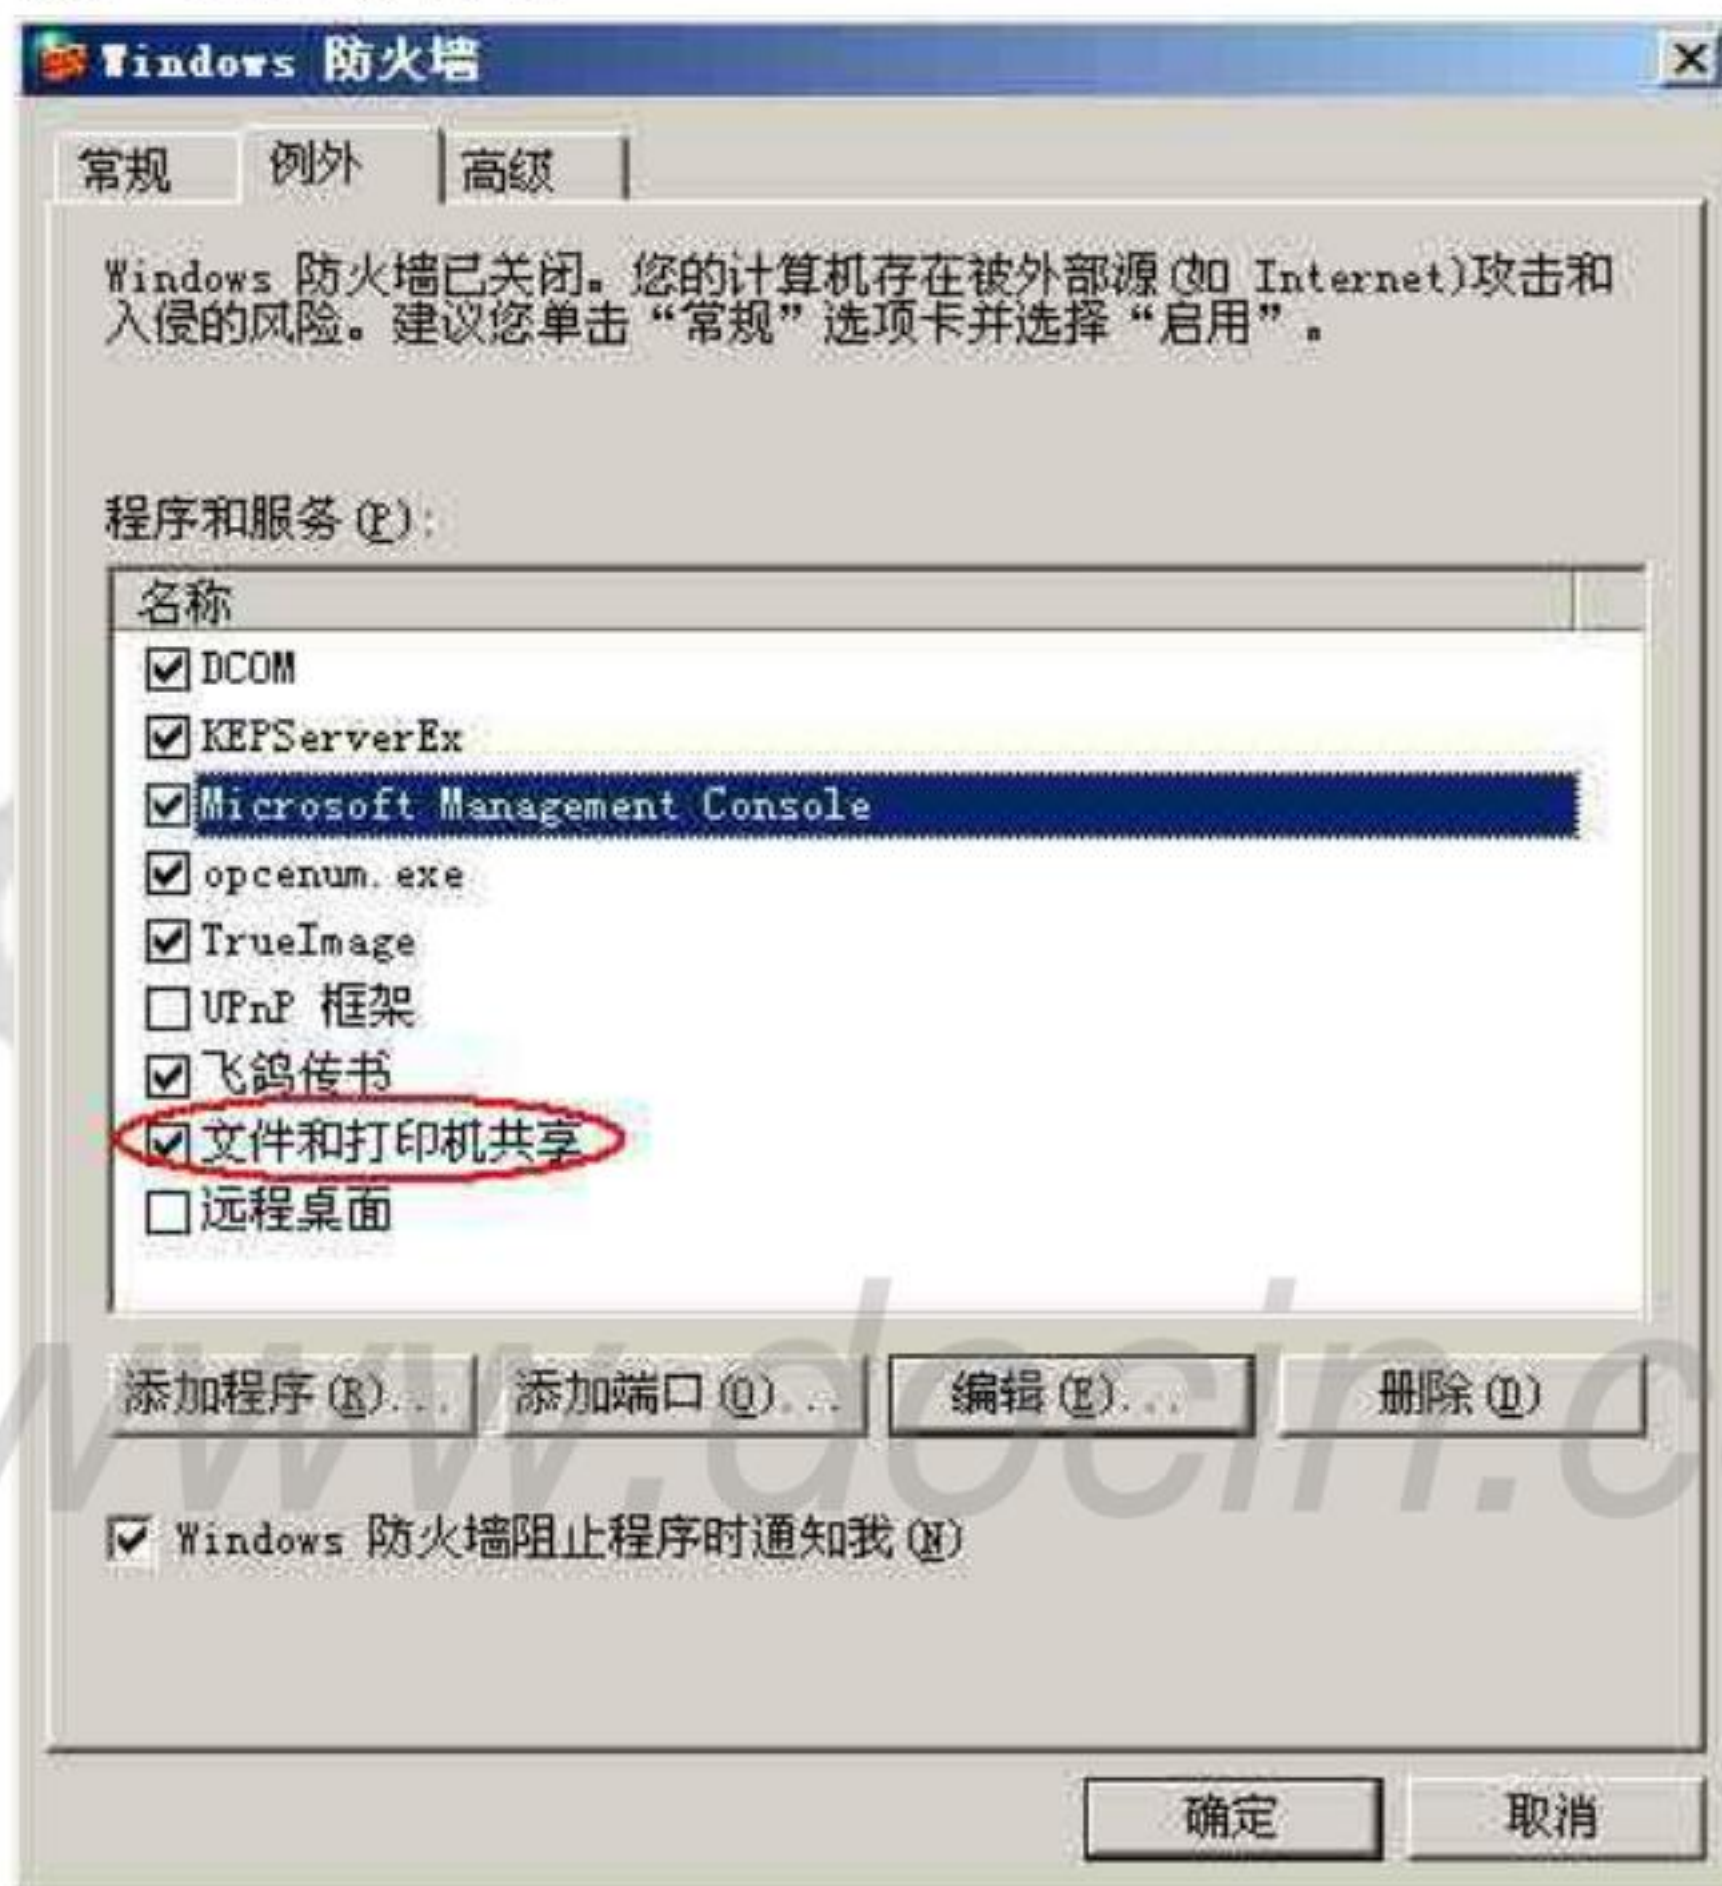 Windows 防火墙
常规 例外 高级
Windows 防火墙已关闭。您的计算机存在被外部源(如 Internet)攻击和
入侵的风险。建议您单击“常规”选项卡并选择“启用”。
程序和服务(P):
名称
DCOM
KEPServerEx
Microsoft Management Console
opcenum.exe
TrueImage
UPnP 框架
飞鸽传书
文件和打印机共享
远程桌面
添加程序(R)... 添加端口(O)... 编辑(E)... 删除(D)
www.docin.c
Windows 防火墙阻止程序时通知我(N)
确定 取消